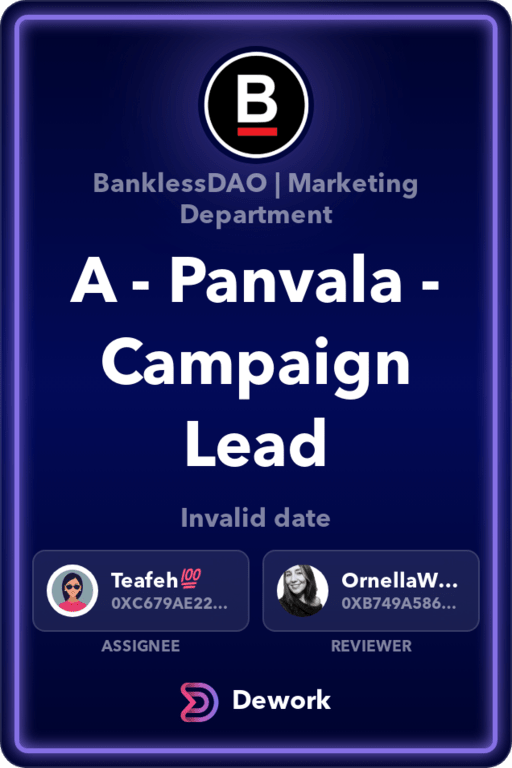 B
BanklessDAO | Marketing
Department
A - Panvala -
Campaign
Lead
Invalid date
Teafeh💯
0XC679AE22...
OrnellaW...
0XB749A586...
ASSIGNEE
REVIEWER
Dework